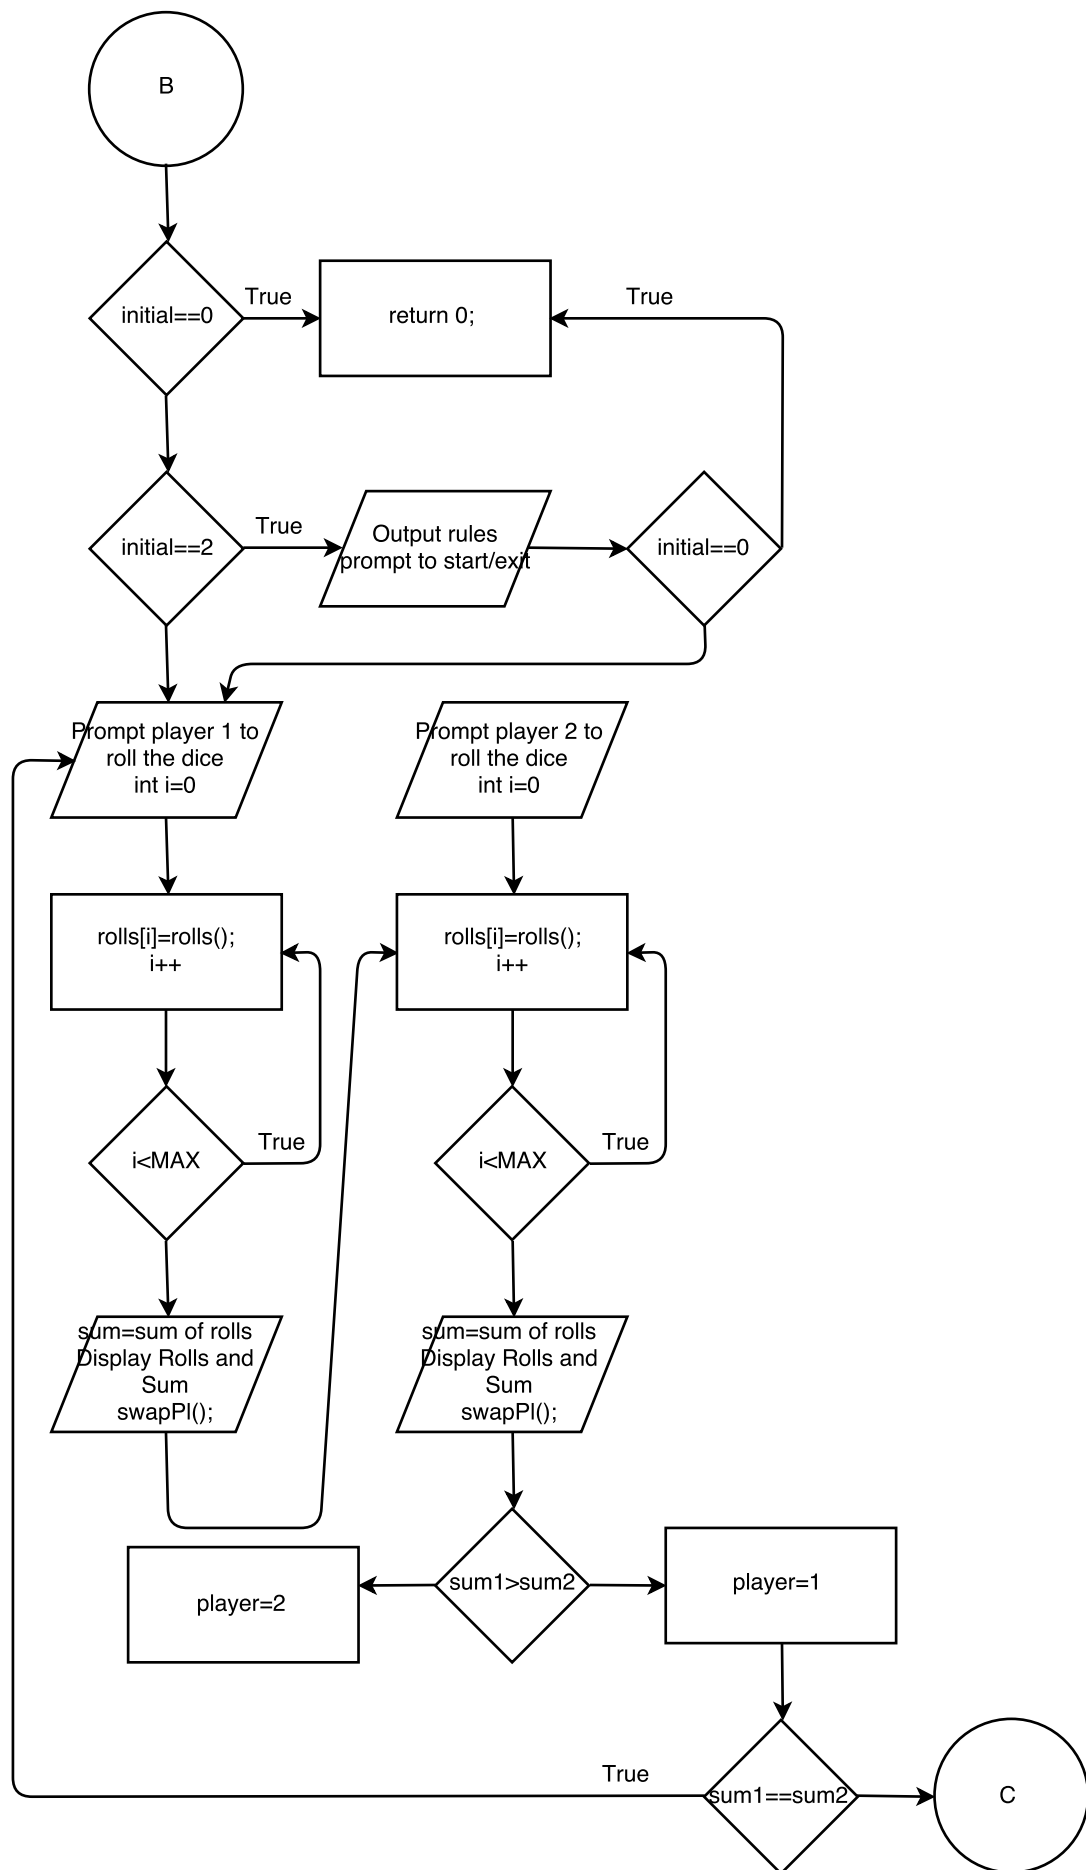 B
initial==0
True
return 0;
True
initial==2
True
Output rules
prompt to start/exit
initial==0
Prompt player 1 to
roll the dice
int i=0
Prompt player 2 to
roll the dice
int i=0
rolls[i]=rolls();
i++
rolls[i]=rolls();
i++
i<MAX
True
i<MAX
True
sum=sum of rolls
Display Rolls and
Sum
swapPl();
sum=sum of rolls
Display Rolls and
Sum
swapPl();
player=2
sum1>sum2
player=1
True
sum1==sum2
C